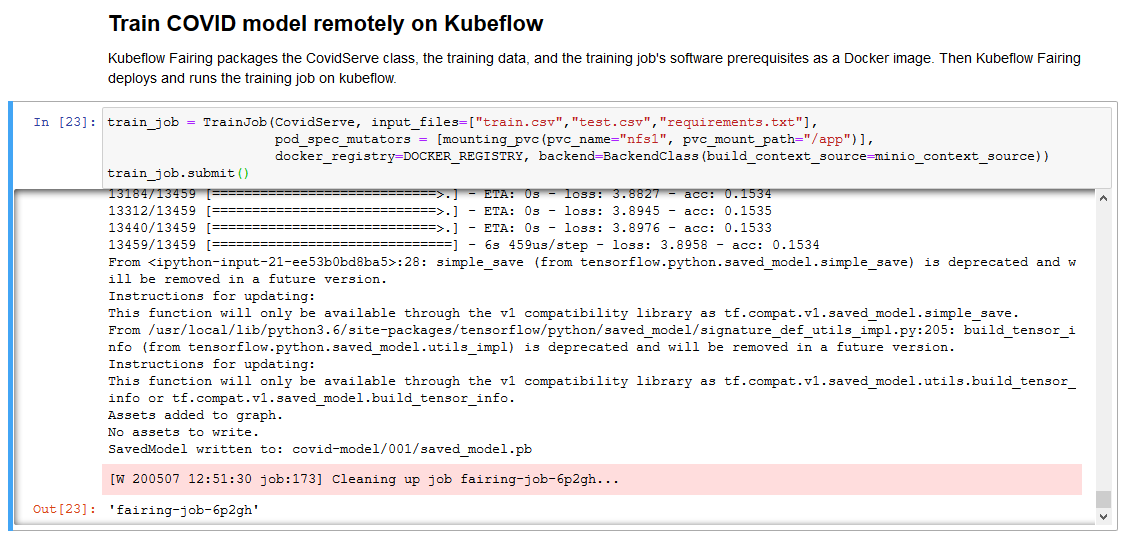 Train COVID model remotely on Kubeflow
Kubeflow Fairing packages the CovidServe class, the training data, and the training job's software prerequisites as a Docker image. Then Kubeflow Fairing
deploys and runs the training job on kubeflow.
In [23]: train_job = TrainJob(CovidServe, input_files=["train.csv","test.csv","requirements.txt"],
pod_spec_mutators = [mounting_pvc(pvc_name="nfs1", pvc_mount_path="/app")],
docker_registry=DOCKER_REGISTRY, backend=BackendClass(build_context_source=minio_context_source))
train_job.submit()
13184/13459 [============================>.] - ETA: 0s - loss: 3.8827 - acc: 0.1534
13312/13459 [============================>.] - ETA: 0s - loss: 3.8945 - acc: 0.1535
13440/13459 [============================>.] - ETA: 0s - loss: 3.8976 - acc: 0.1533
13459/13459 [==============================] - 6s 459us/step - loss: 3.8958 - acc: 0.1534
From <ipython-input-21-ee53b0bd8ba5>:28: simple_save (from tensorflow.python.saved_model.simple_save) is deprecated and w
ill be removed in a future version.
Instructions for updating:
This function will only be available through the v1 compatibility library as tf.compat.v1.saved_model.simple_save.
From /usr/local/lib/python3.6/site-packages/tensorflow/python/saved_model/signature_def_utils_impl.py:205: build_tensor_i
nfo (from tensorflow.python.saved_model.utils_impl) is deprecated and will be removed in a future version.
Instructions for updating:
This function will only be available through the v1 compatibility library as tf.compat.v1.saved_model.utils.build_tensor_
info or tf.compat.v1.saved_model.build_tensor_info.
Assets added to graph.
No assets to write.
SavedModel written to: covid-model/001/saved_model.pb
[W 200507 12:51:30 job:173] Cleaning up job fairing-job-6p2gh...
Out[23]: 'fairing-job-6p2gh'